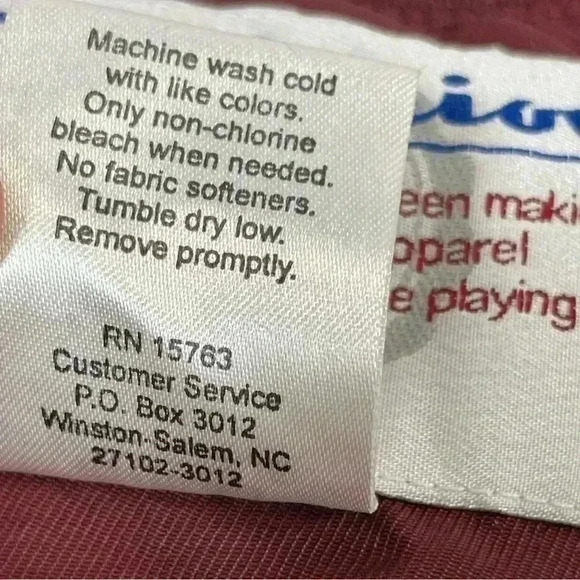 Machine wash cold
with like colors.
Only non-chlorine
bleach when needed.
No fabric softeners.
Tumble dry low.
Remove promptly.
RN 15763
Customer Service
P.O. Box 3012
Winston-Salem, NC
27102-3012
een maki
pparel
e playing